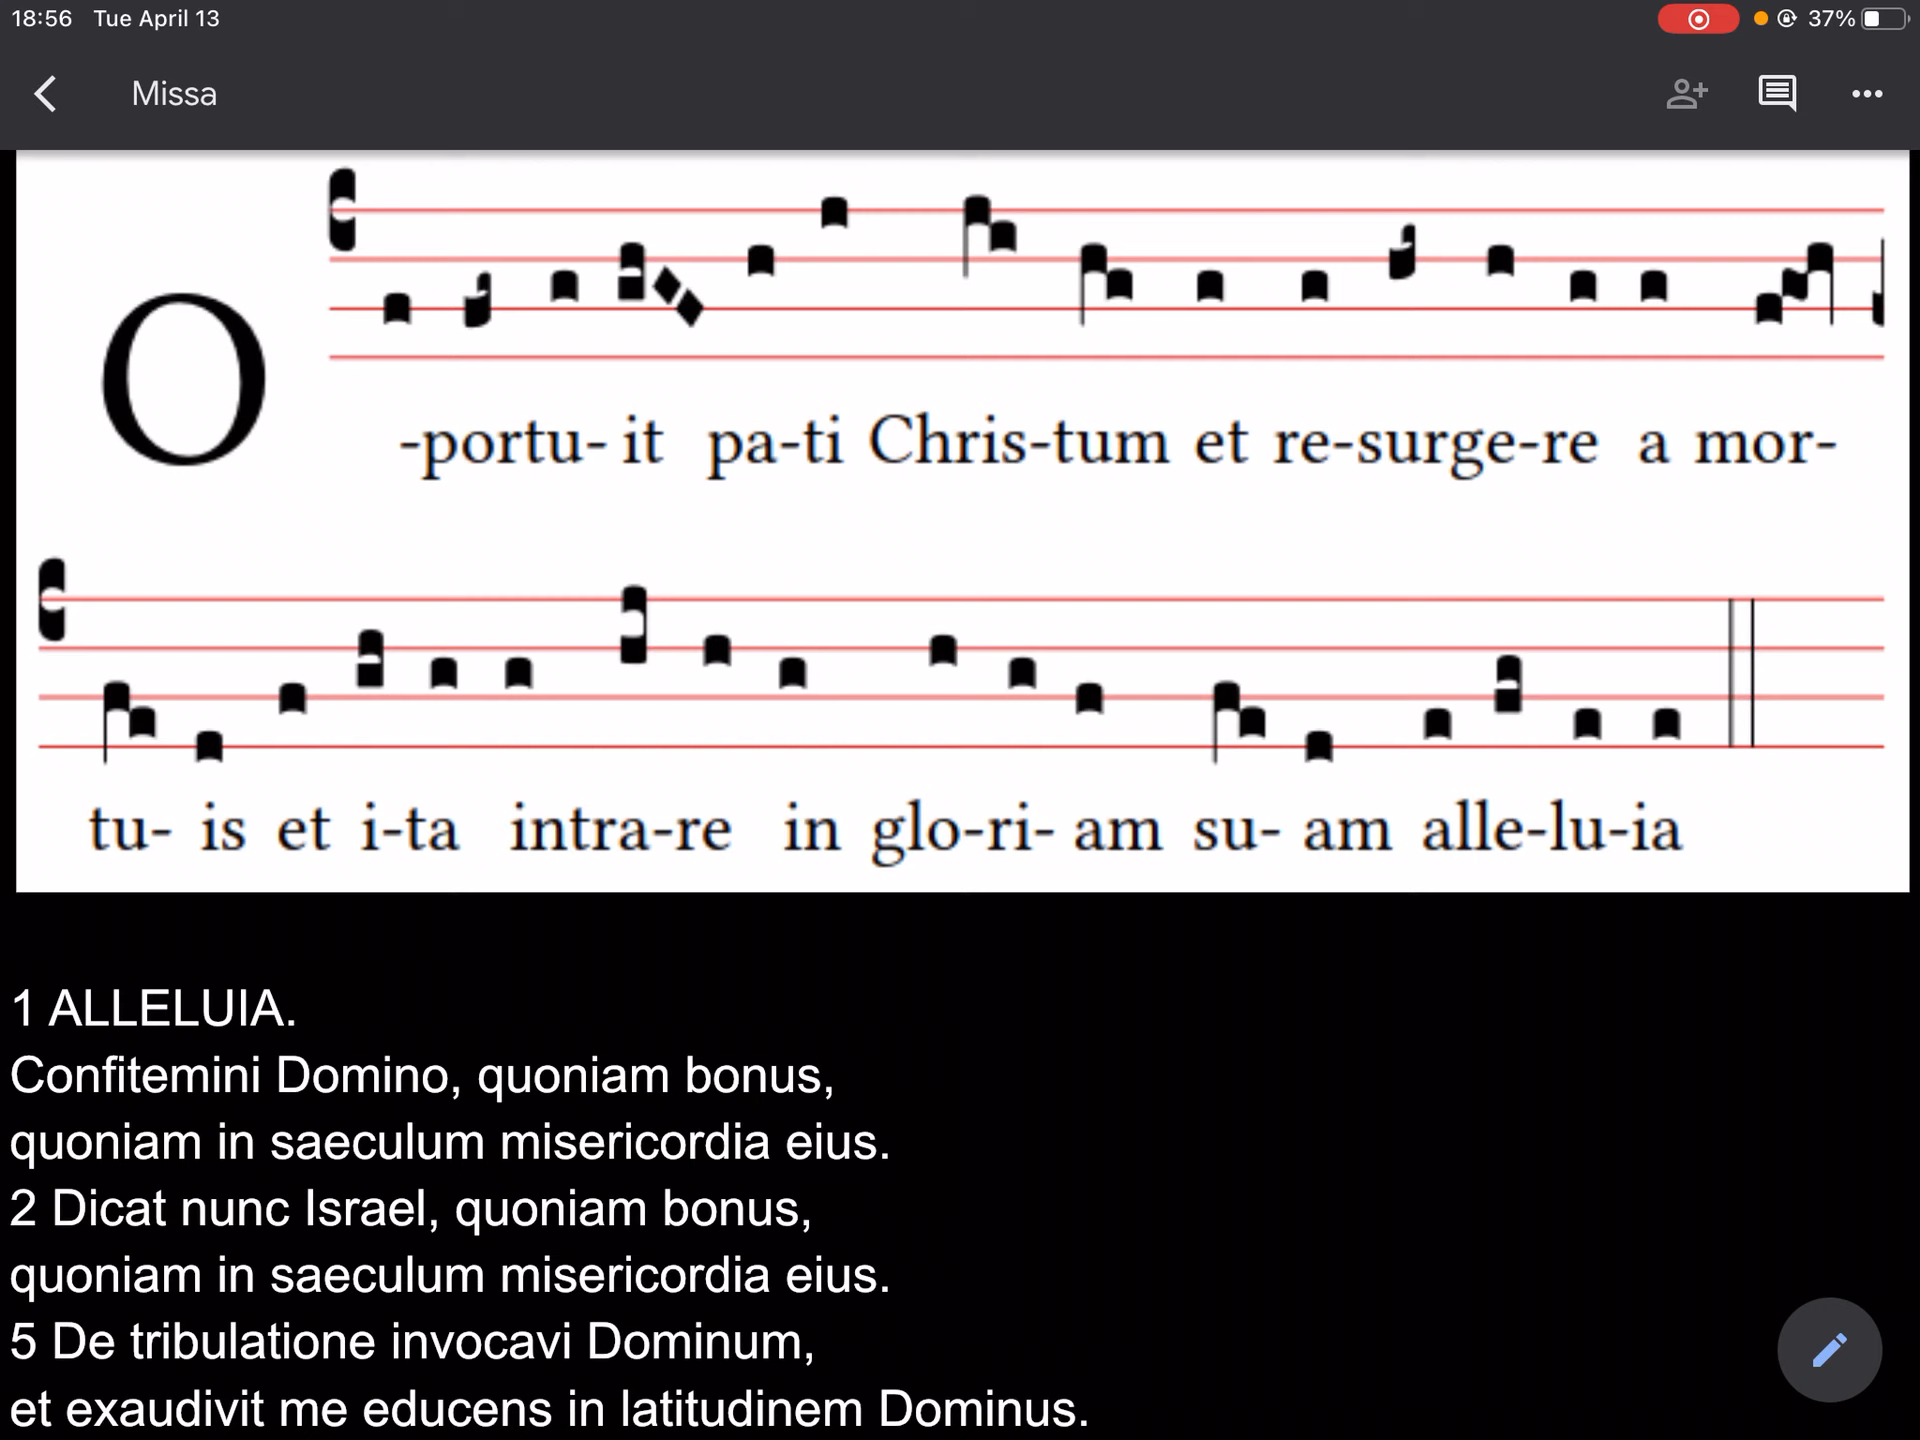 18:56 Tue April 13 37%
Missa
O -portu- it pa-ti Chris-tum et re-surge-re a mor-
tu- is et i-ta intra-re in glo-ri- am su- am alle-lu-ia
1 ALLELUIA.
Confitemini Domino, quoniam bonus,
quoniam in saeculum misericordia eius.
2 Dicat nunc Israel, quoniam bonus,
quoniam in saeculum misericordia eius.
5 De tribulatione invocavi Dominum,
et exaudivit me educens in latitudinem Dominus.